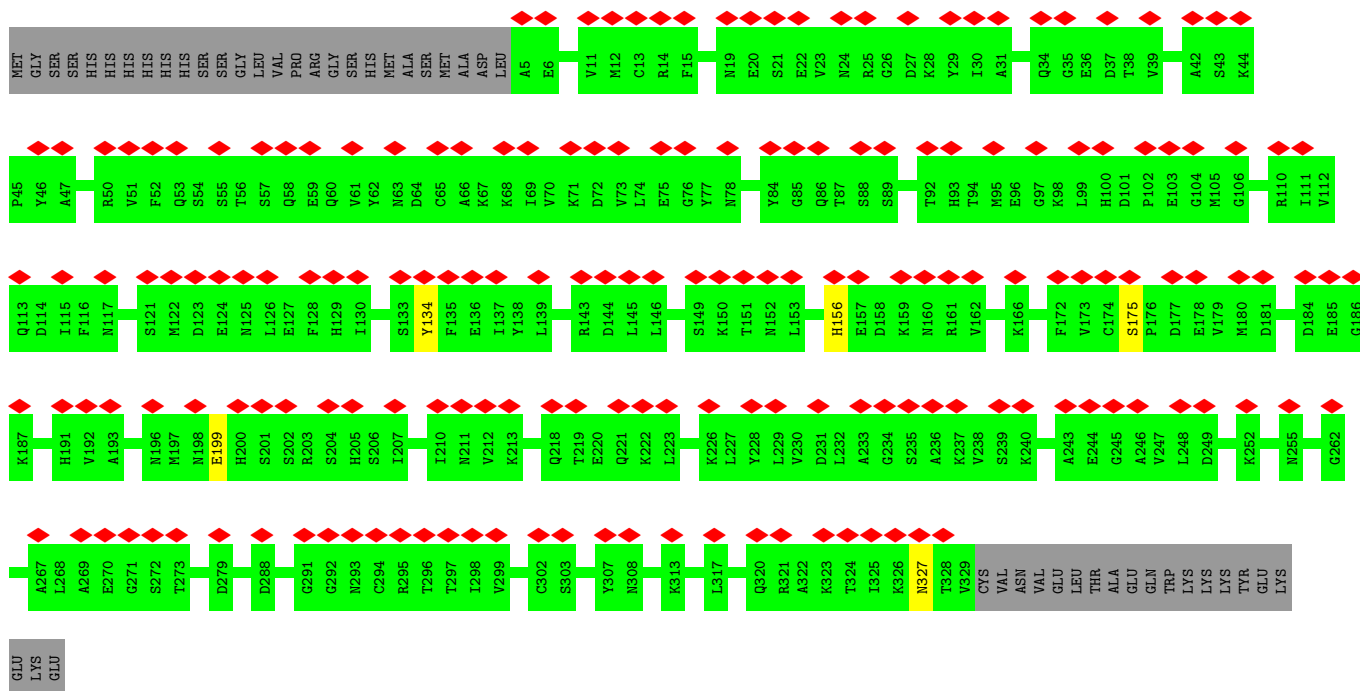 MET GLY SER SER HIS HIS HIS HIS HIS HIS SER SER GLY LEU VAL PRO ARG GLY SER HIS MET ALA SER MET ALA ASP LEU A5 E6 V11 M12 C13 R14 F15 N19 E20 S21 E22 V23 N24 R25 G26 D27 K28 Y29 I30 A31 Q34 G35 E36 D37 T38 V39 A42 S43 K44
P45 Y46 A47 R50 V51 F52 Q53 S54 S55 T56 S57 Q58 E59 Q60 V61 Y62 N63 D64 C65 A66 K67 K68 I69 V70 K71 D72 V73 L74 E75 G76 Y77 N78 Y84 G85 Q86 T87 S88 S89 T92 H93 T94 M95 E96 G97 K98 L99 H100 D101 P102 E103 G104 M105 G106 R110 I111 V112
Q113 D114 I115 F116 N117 S121 M122 D123 E124 N125 L126 E127 F128 H129 I130 S133 Y134 F135 E136 I137 Y138 L139 R143 D144 L145 L146 S149 K150 T151 N152 L153 H156 E157 D158 K159 N160 R161 V162 K166 F172 V173 C174 S175 P176 D177 E178 V179 M180 D181 D184 E185 G186
K187 H191 V192 A193 N196 M197 N198 E199 H200 S201 S202 R203 S204 H205 S206 I207 I210 N211 V212 K213 Q218 T219 E220 Q221 K222 L223 K226 L227 Y228 L229 V230 D231 L232 A233 G234 S235 A236 K237 V238 S239 K240 A243 E244 G245 A246 V247 L248 D249 K252 N255 G262
A267 L268 A269 E270 G271 S272 T273 D279 D288 G291 G292 N293 C294 R295 T296 T297 I298 V299 C302 S303 Y307 N308 K313 L317 Q320 R321 A322 K323 T324 I325 K326 N327 T328 V329 CYS VAL ASN VAL GLU LEU THR ALA GLU GLN TRP LYS LYS LYS TYR GLU LYS
GLU LYS GLU